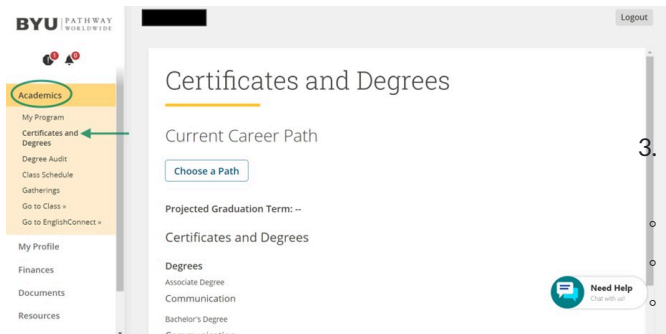 BYU PATHWAY
WORLDWIDE
Logout
Academics
My Program
Certificates and
Degrees
Degree Audit
Class Schedule
Gatherings
Go to Class »
Go to EnglishConnect »
My Profile
Finances
Documents
Resources
Certificates and Degrees
Current Career Path
Choose a Path
Projected Graduation Term: --
Certificates and Degrees
Degrees
Associate Degree
Communication
Bachelor's Degree
Need Help
Chat with us!
3.